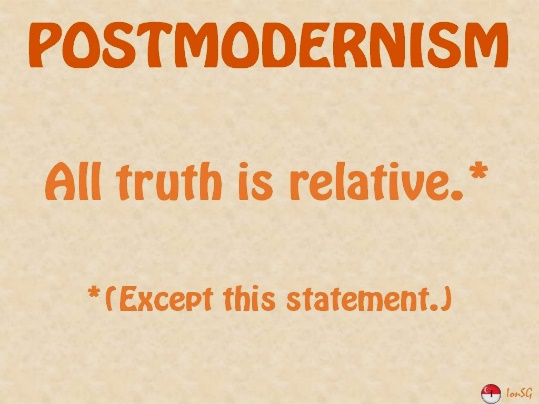 POSTMODERNISM
All truth is relative.*
*(Except this statement.)
IonSG